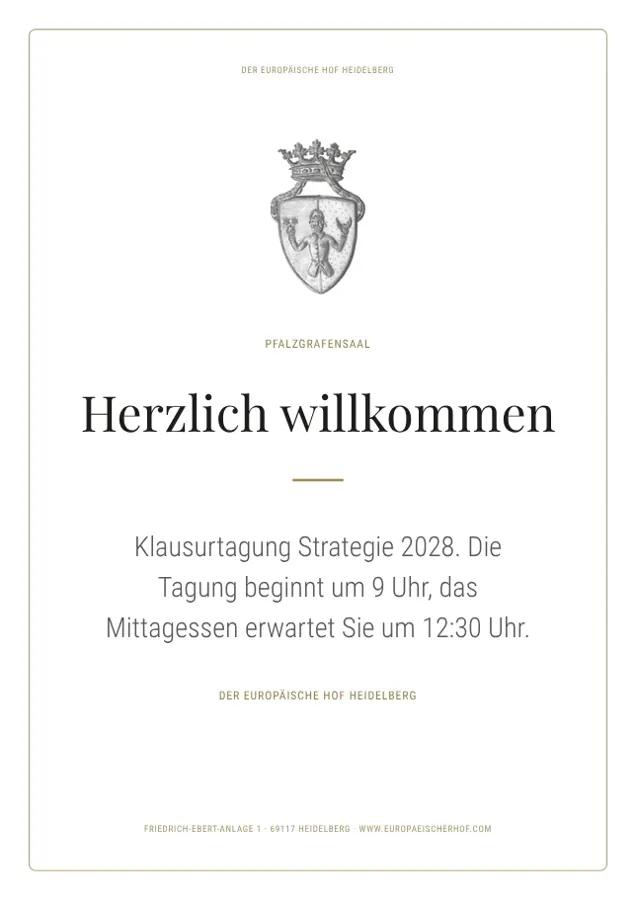 DER EUROPÄISCHE HOF HEIDELBERG
PFALZGRAFENSAAL
Herzlich willkommen
Klausurtagung Strategie 2028. Die
Tagung beginnt um 9 Uhr, das
Mittagessen erwartet Sie um 12:30 Uhr.
DER EUROPÄISCHE HOF HEIDELBERG
FRIEDRICH-EBERT-ANLAGE 1 · 69117 HEIDELBERG · WWW.EUROPAEISCHERHOF.COM